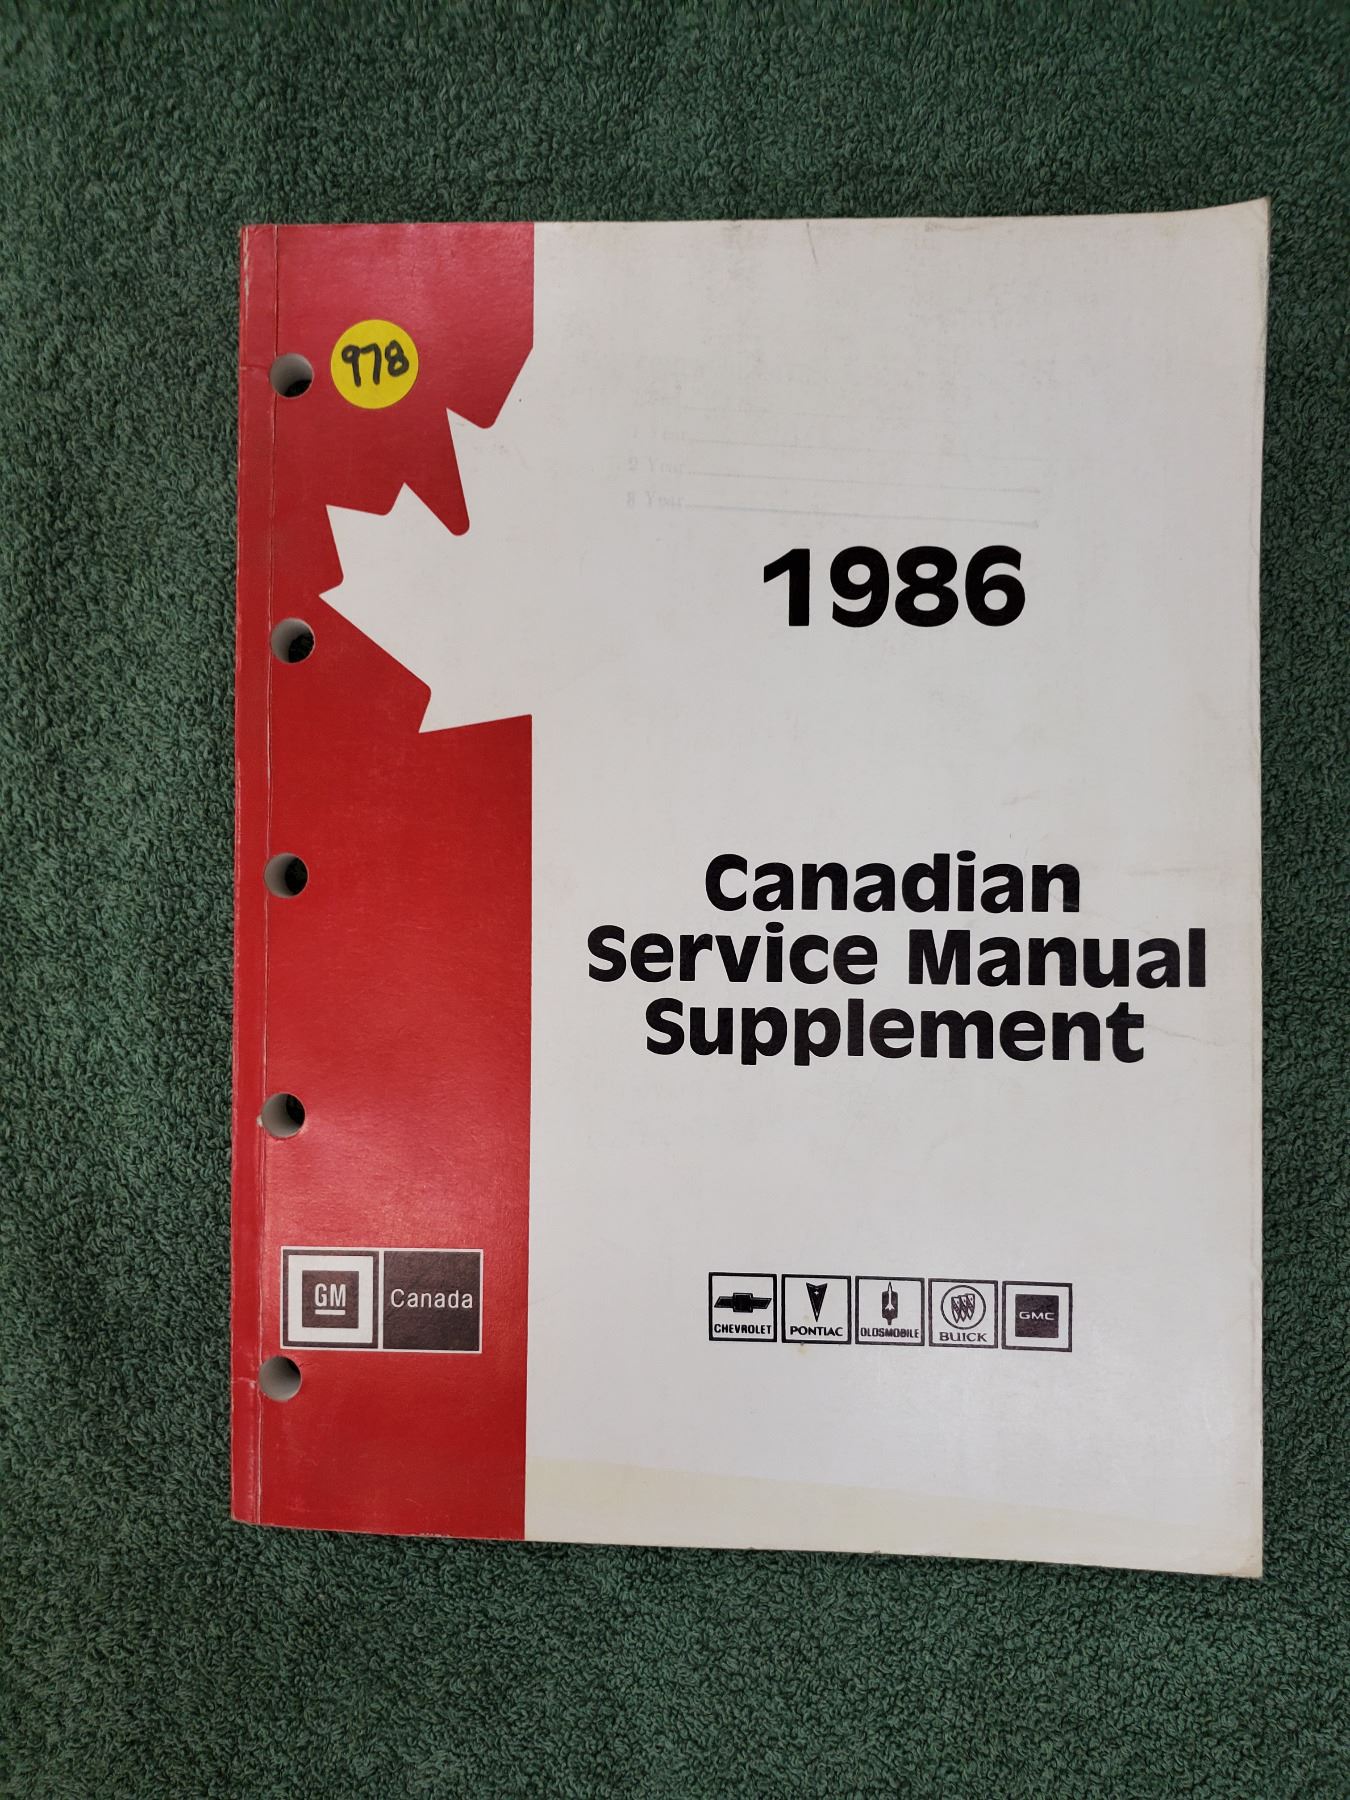 978
1 Year
2 Year
3 Year
1986
Canadian
Service Manual
Supplement
GM Canada
CHEVROLET PONTIAC OLDSMOBILE BUICK GMC